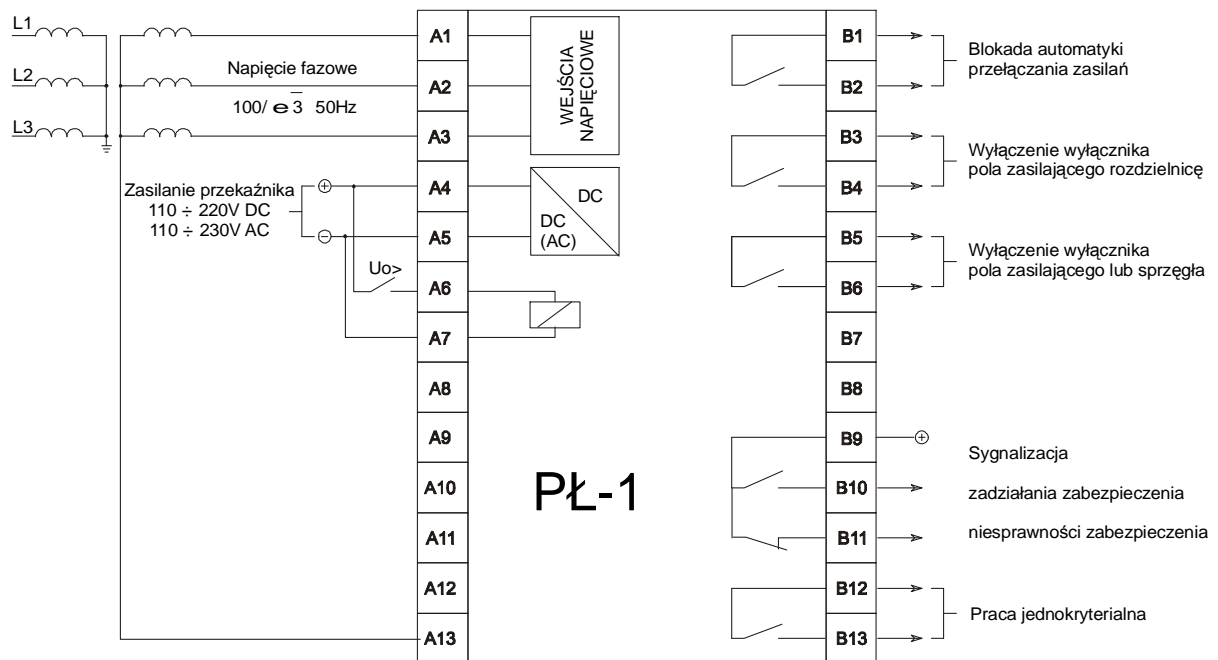 L1
L2
L3
Napięcie fazowe
100/ e 3 50Hz
Zasilanie przekaźnika
110 ÷ 220V DC
110 ÷ 230V AC
Uo>
A1
A2
A3
A4
A5
A6
A7
A8
A9
A10
A11
A12
A13
WEJŚCIA
NAPIĘCIOWE
DC
DC
(AC)
PŁ-1
B1
B2
B3
B4
B5
B6
B7
B8
B9
B10
B11
B12
B13
Blokada automatyki
przełączania zasilań
Wyłączenie wyłącznika
pola zasilającego rozdzielnicę
Wyłączenie wyłącznika
pola zasilającego lub sprzęgła
Sygnalizacja
zadziałania zabezpieczenia
niesprawności zabezpieczenia
Praca jednokryterialna